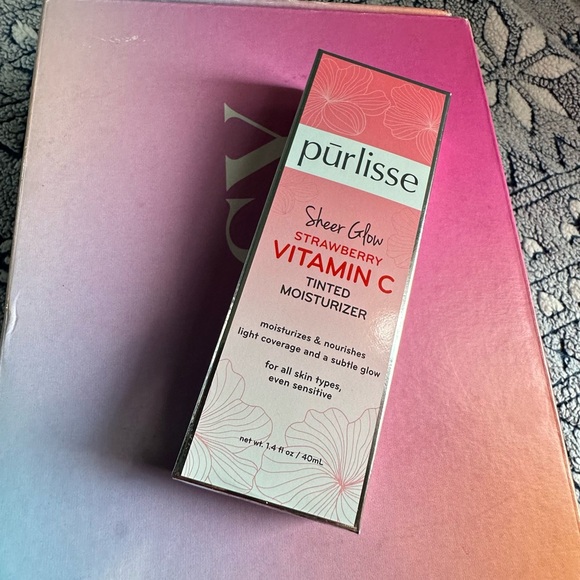 pūrlisse
Sheer Glow
STRAWBERRY
VITAMIN C
TINTED
MOISTURIZER
moisturizes & nourishes
light coverage and a subtle glow
for all skin types,
even sensitive
net wt. 1.4 fl oz / 40mL
CY